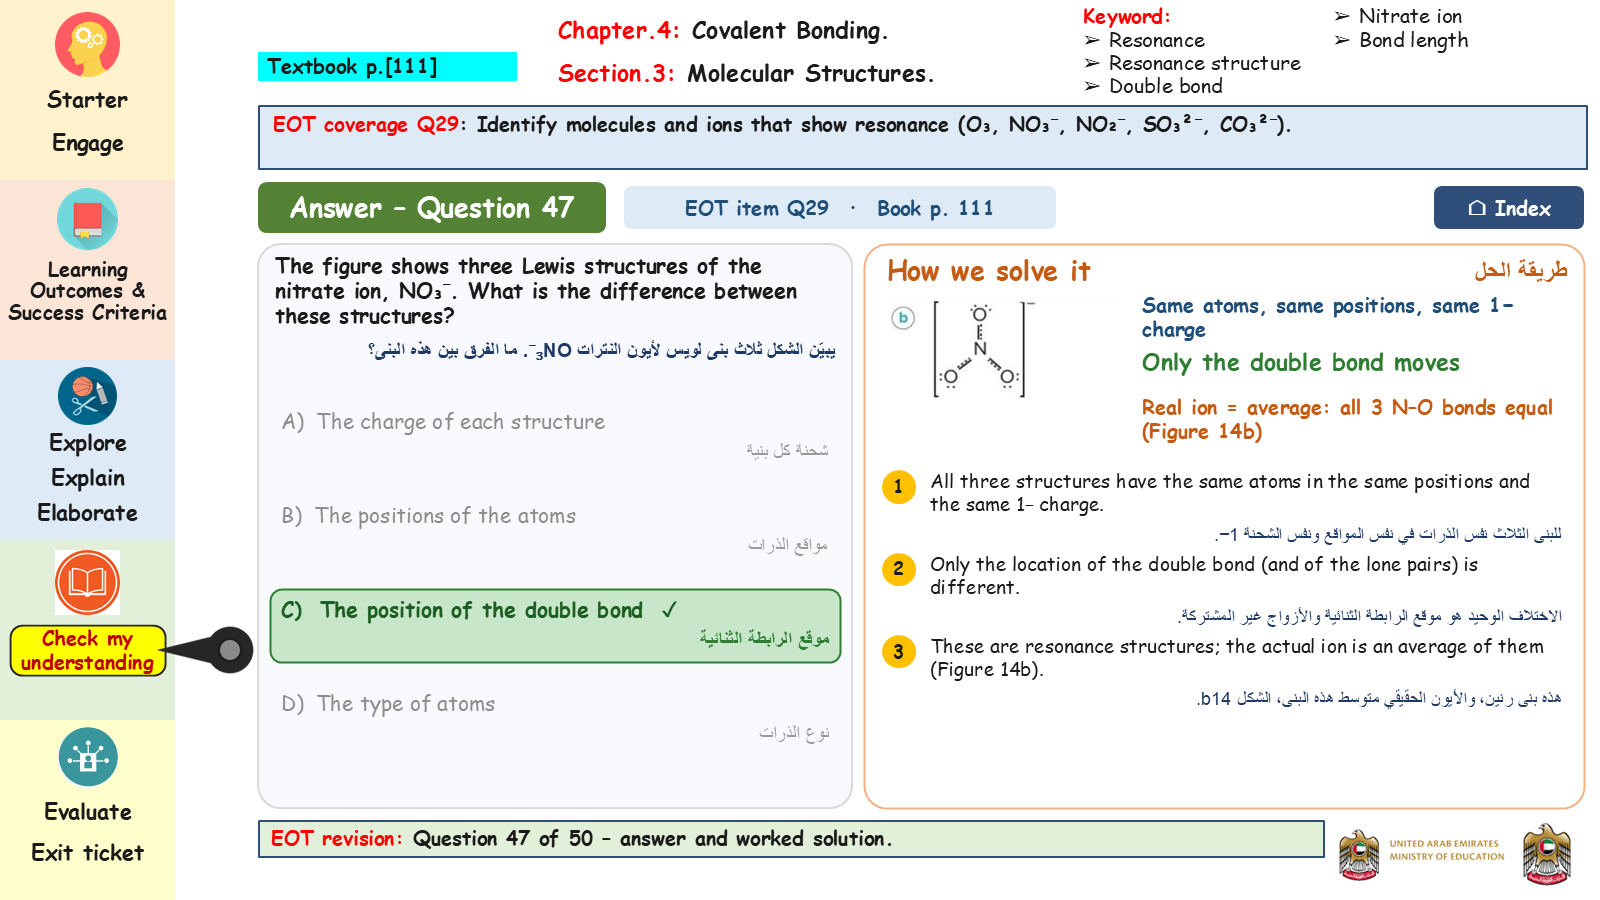 Starter
Engage
Learning
Outcomes &
Success Criteria
Explore
Explain
Elaborate
Check my
understanding
Evaluate
Exit ticket
Textbook p.[111]
Chapter.4: Covalent Bonding.
Section.3: Molecular Structures.
Keyword:
➢ Resonance
➢ Resonance structure
➢ Double bond
➢ Nitrate ion
➢ Bond length
EOT coverage Q29: Identify molecules and ions that show resonance (O₃, NO₃⁻, NO₂⁻, SO₃²⁻, CO₃²⁻).
Answer – Question 47
EOT item Q29 · Book p. 111
☖ Index
The figure shows three Lewis structures of the
nitrate ion, NO₃⁻. What is the difference between
these structures?
يبيّن الشكل ثلاث بنى لويس لأيون النترات NO₃⁻. ما الفرق بين هذه البنى؟
A) The charge of each structure
شحنة كل بنية
B) The positions of the atoms
مواقع الذرات
C) The position of the double bond ✓
موقع الرابطة الثنائية
D) The type of atoms
نوع الذرات
How we solve it
طريقة الحل
b
O
N
O O
−
Same atoms, same positions, same 1−
charge
Only the double bond moves
Real ion = average: all 3 N–O bonds equal
(Figure 14b)
1 All three structures have the same atoms in the same positions and
the same 1− charge.
للبنى الثلاث نفس الذرات في نفس المواقع ونفس الشحنة 1−.
2 Only the location of the double bond (and of the lone pairs) is
different.
الاختلاف الوحيد هو موقع الرابطة الثنائية والأزواج غير المشتركة.
3 These are resonance structures; the actual ion is an average of them
(Figure 14b).
هذه بنى رنين، والأيون الحقيقي متوسط هذه البنى، الشكل b14.
EOT revision: Question 47 of 50 – answer and worked solution.
UNITED ARAB EMIRATES
MINISTRY OF EDUCATION